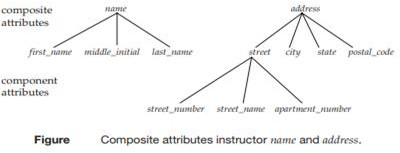 composite attributes
name address
first_name middle_initial last_name street city state postal_code
component attributes
street_number street_name apartment_number
Figure Composite attributes instructor name and address.